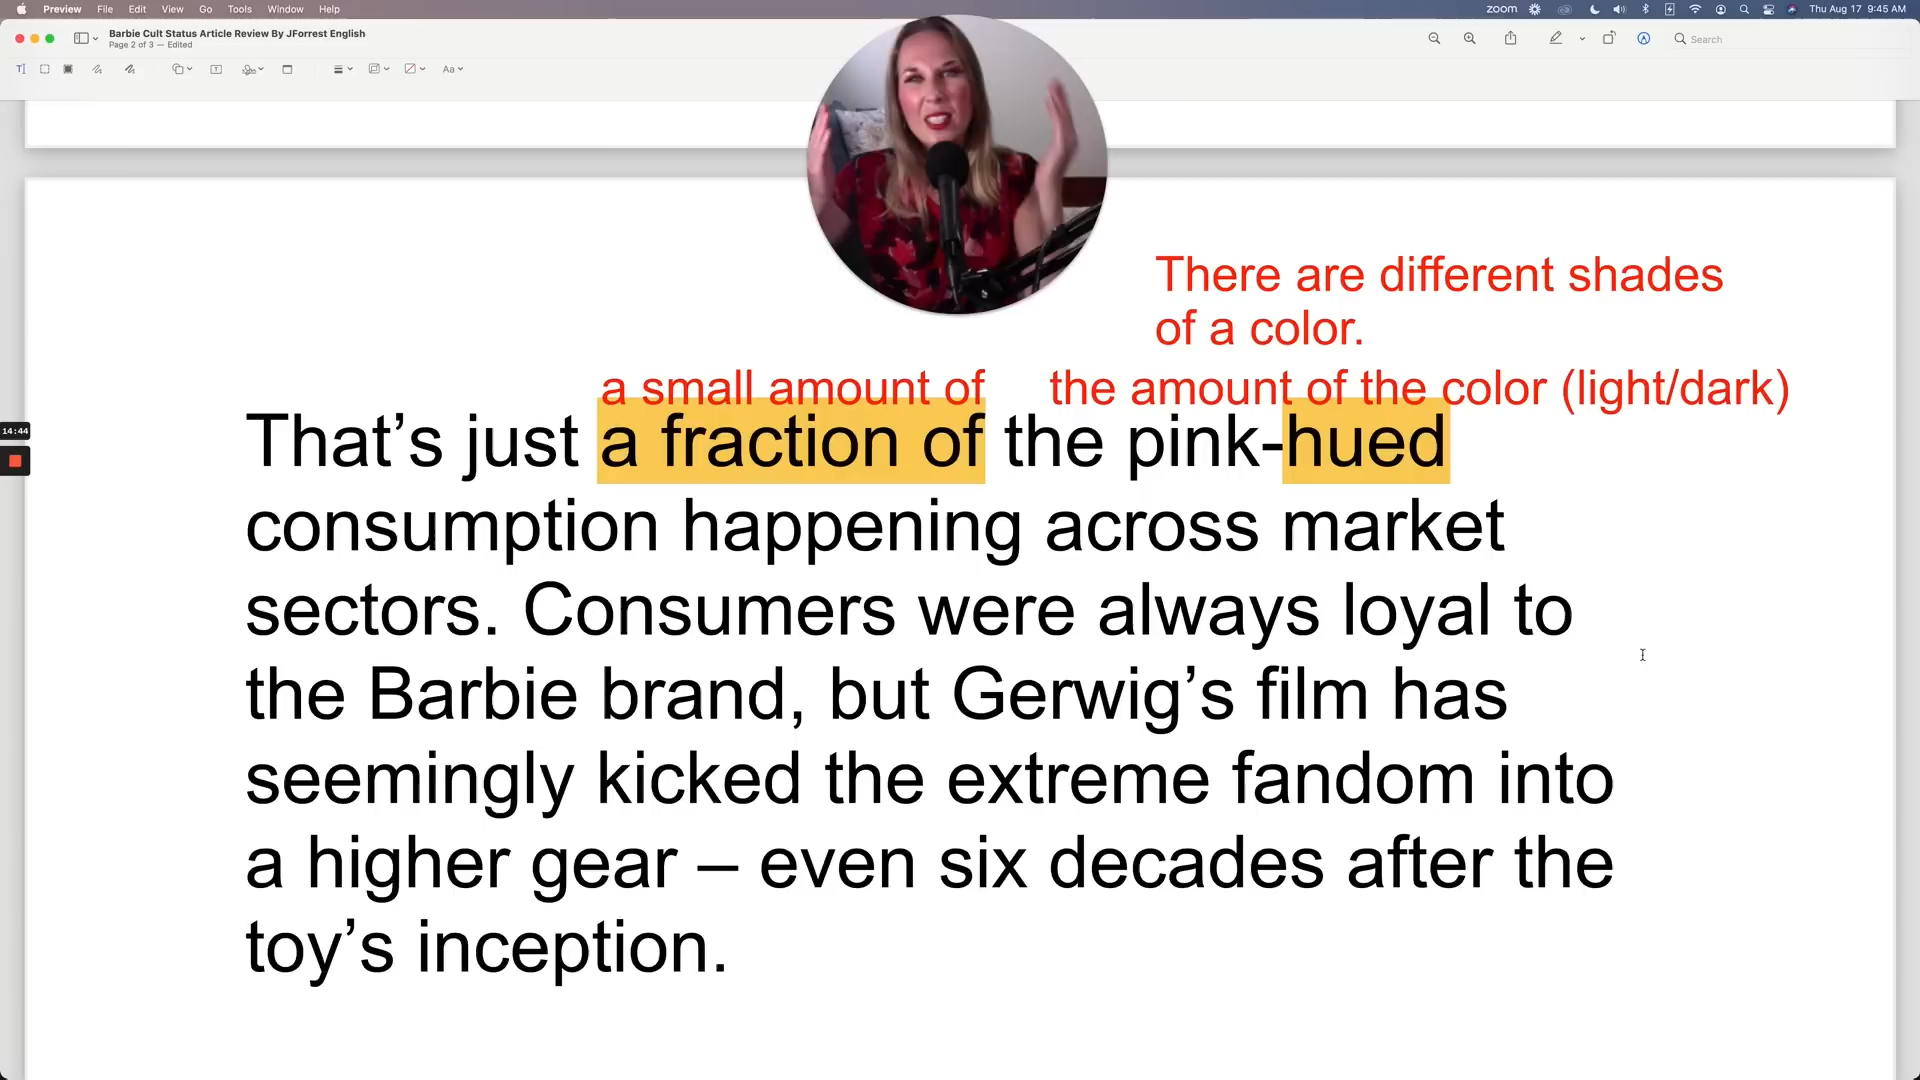 Preview File Edit View Go Tools Window Help
zoom Thu Aug 17 9:45 AM
Barbie Cult Status Article Review By JForrest English
Page 2 of 3 — Edited
Search
Aa
There are different shades
of a color.
a small amount of the amount of the color (light/dark)
14:44
That’s just a fraction of the pink-hued
consumption happening across market
sectors. Consumers were always loyal to
the Barbie brand, but Gerwig’s film has
seemingly kicked the extreme fandom into
a higher gear – even six decades after the
toy’s inception.